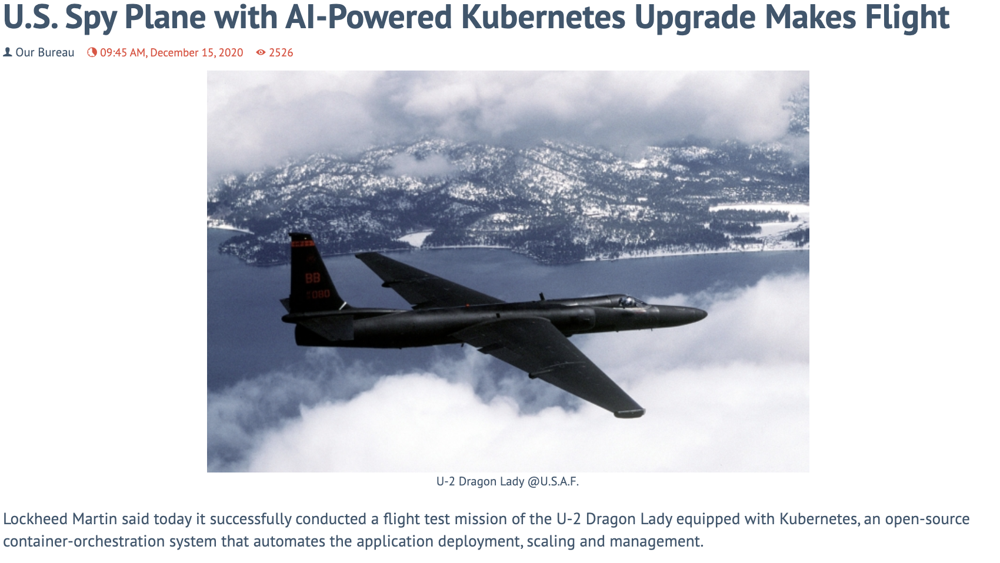 U.S. Spy Plane with AI-Powered Kubernetes Upgrade Makes Flight
Our Bureau 09:45 AM, December 15, 2020 2526
BB
080
U-2 Dragon Lady @U.S.A.F.
Lockheed Martin said today it successfully conducted a flight test mission of the U-2 Dragon Lady equipped with Kubernetes, an open-source
container-orchestration system that automates the application deployment, scaling and management.